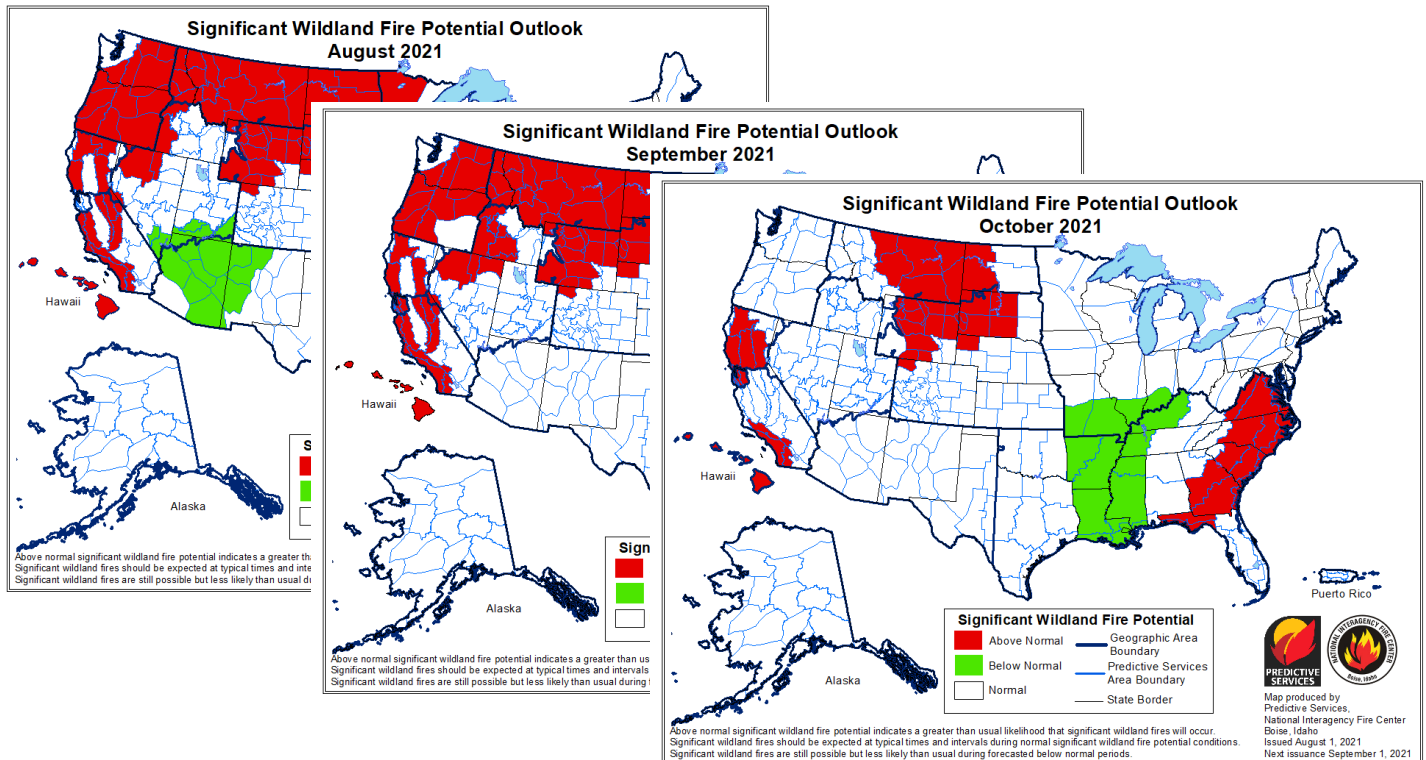 Significant Wildland Fire Potential Outlook
August 2021
Hawaii
Alaska
S
Above normal significant wildland fire potential indicates a greater tha
Significant wildland fires should be expected at typical times and inte
Significant wildland fires are still possible but less likely than usual du
Significant Wildland Fire Potential Outlook
September 2021
Hawaii
Alaska
Sign
Above normal significant wildland fire potential indicates a greater than us
Significant wildland fires should be expected at typical times and intervals
Significant wildland fires are still possible but less likely than usual during f
Significant Wildland Fire Potential Outlook
October 2021
Hawaii
Alaska
Puerto Rico
Significant Wildland Fire Potential
Above Normal
Below Normal
Normal
Geographic Area
Boundary
Predictive Services
Area Boundary
State Border
PREDICTIVE
SERVICES
NATIONAL INTERAGENCY FIRE CENTER
Boise, Idaho
Map produced by
Predictive Services,
National Interagency Fire Center
Boise, Idaho
Issued August 1, 2021
Next issuance September 1, 2021
Above normal significant wildland fire potential indicates a greater than usual likelihood that significant wildland fires will occur.
Significant wildland fires should be expected at typical times and intervals during normal significant wildland fire potential conditions.
Significant wildland fires are still possible but less likely than usual during forecasted below normal periods.